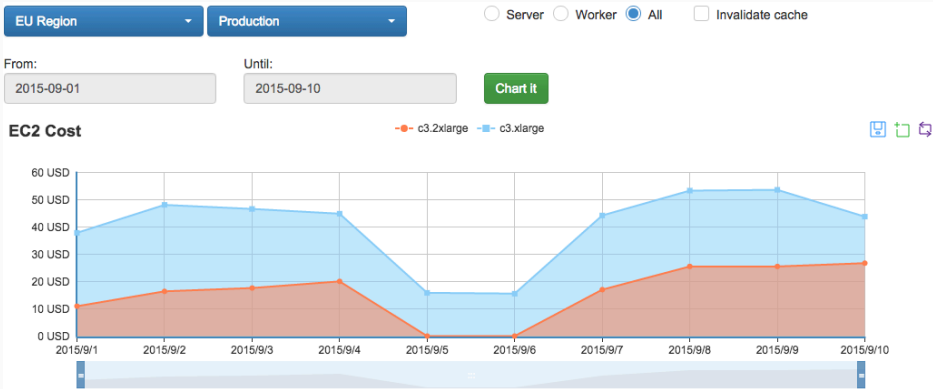 EU Region Production Server Worker All Invalidate cache
From: Until:
2015-09-01 2015-09-10 Chart it
EC2 Cost c3.2xlarge c3.xlarge
60 USD
50 USD
40 USD
30 USD
20 USD
10 USD
0 USD
2015/9/1 2015/9/2 2015/9/3 2015/9/4 2015/9/5 2015/9/6 2015/9/7 2015/9/8 2015/9/9 2015/9/10